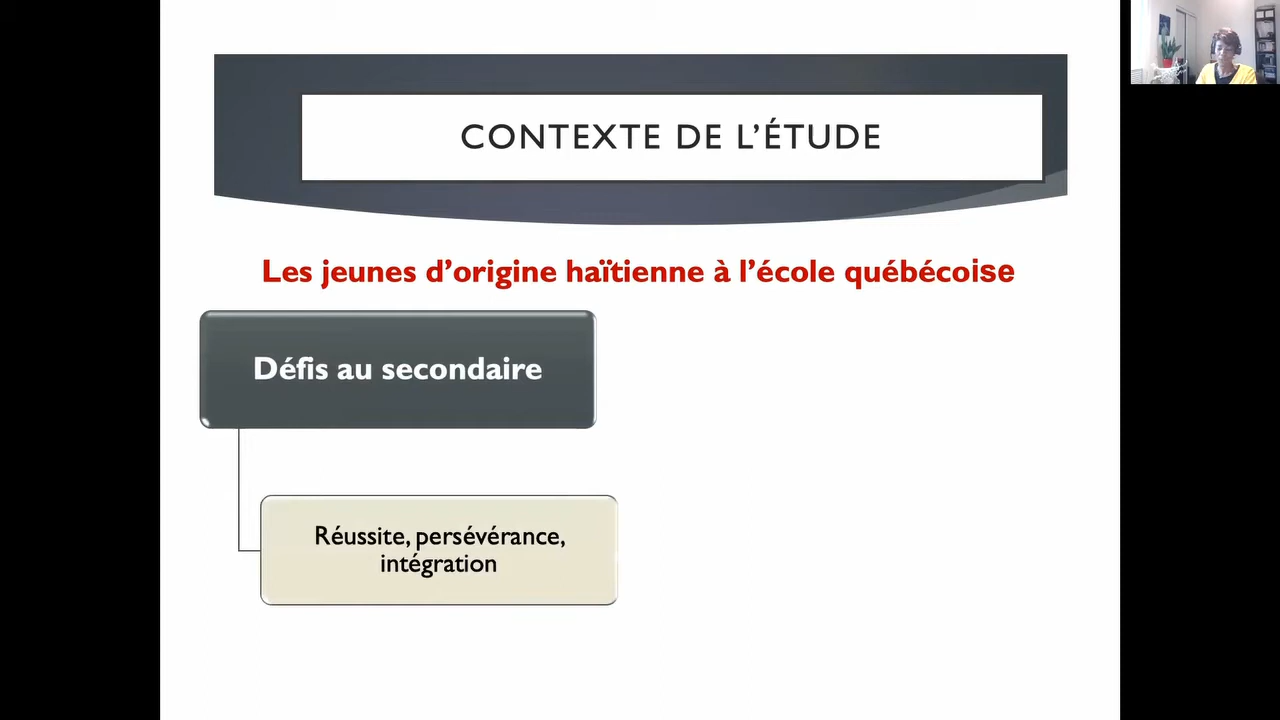 CONTEXTE DE L’ÉTUDE
Les jeunes d’origine haïtienne à l’école québécoise
Défis au secondaire
Réussite, persévérance,
intégration